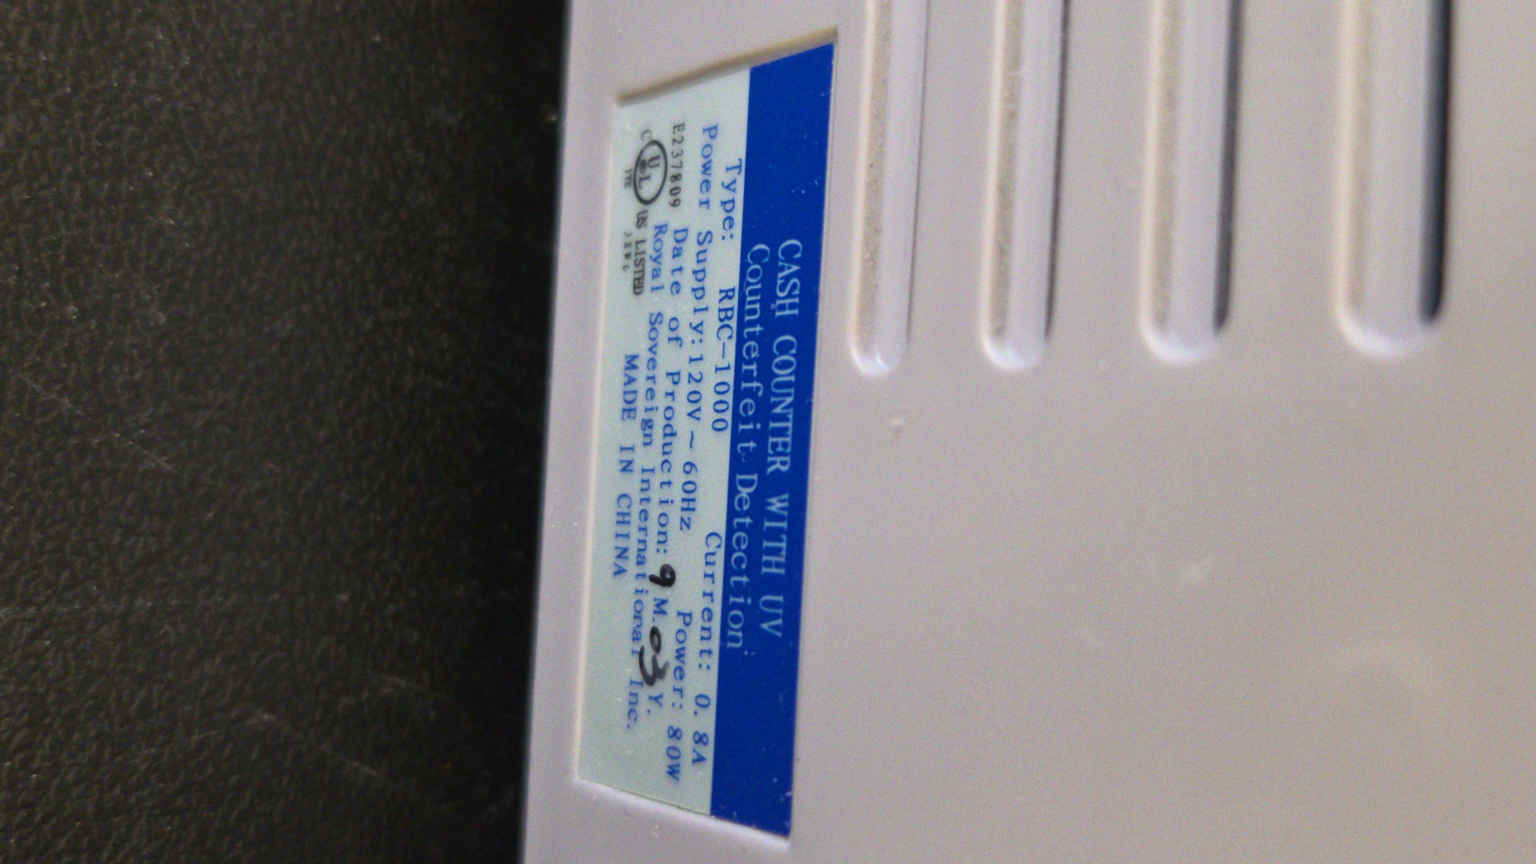 CASH COUNTER WITH UV
Counterfeit Detection
Type: RBC-1000 Current: 0.8A
Power Supply:120V~60Hz Power: 80W
E237809 Date of Production: 9 M. 03 Y.
Royal Sovereign International Inc.
C UL US LISTED
MADE IN CHINA